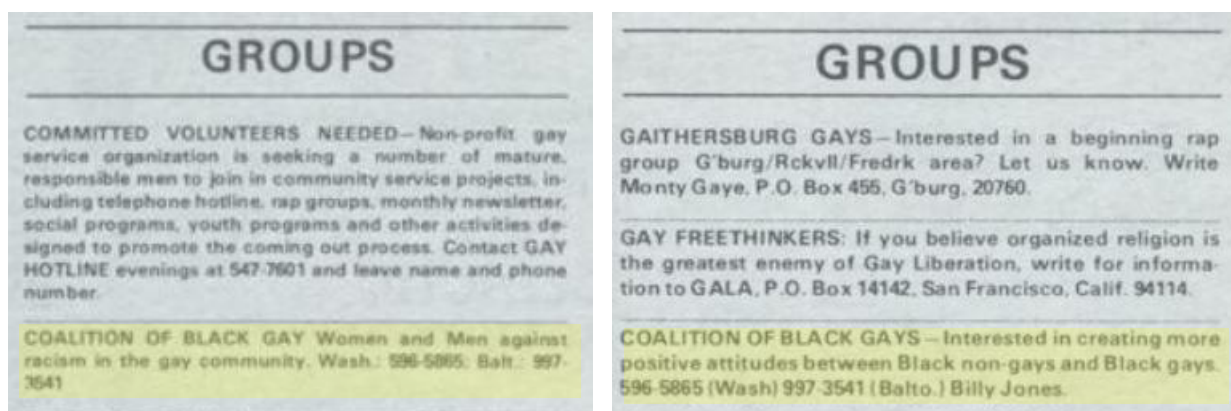 GROUPS
COMMITTED VOLUNTEERS NEEDED—Non-profit gay
service organization is seeking a number of mature,
responsible men to join in community service projects, in-
cluding telephone hotline, rap groups, monthly newsletter,
social programs, youth programs and other activities de-
signed to promote the coming out process. Contact GAY
HOTLINE evenings at 547-7601 and leave name and phone
number.
COALITION OF BLACK GAY Women and Men against
racism in the gay community. Wash.: 596-5865; Balt.: 997-
3541
GROUPS
GAITHERSBURG GAYS—Interested in a beginning rap
group G'burg/Rckvll/Fredrk area? Let us know. Write
Monty Gaye, P.O. Box 455, G'burg, 20760.
GAY FREETHINKERS: If you believe organized religion is
the greatest enemy of Gay Liberation, write for informa-
tion to GALA, P.O. Box 14142, San Francisco, Calif. 94114.
COALITION OF BLACK GAYS—Interested in creating more
positive attitudes between Black non-gays and Black gays.
596-5865 (Wash) 997-3541 (Balto.) Billy Jones.